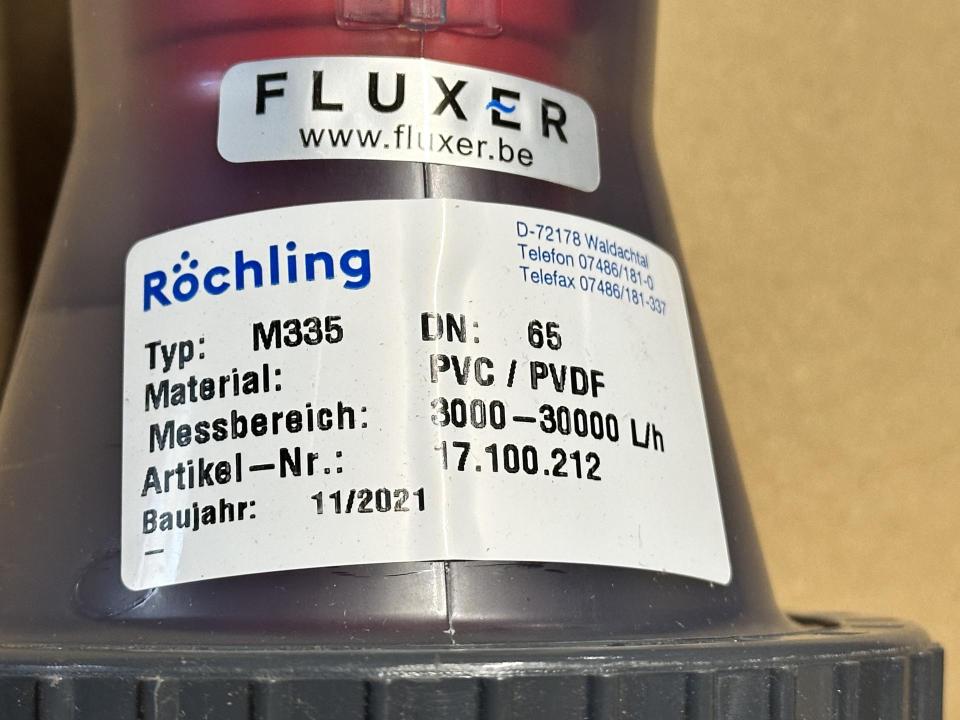 FLUXER
www.fluxer.be
Röchling
D-72178 Waldachtal
Telefon 07486/181-0
Telefax 07486/181-337
Typ: M335 DN: 65
Material: PVC / PVDF
Messbereich: 3000-30000 L/h
Artikel-Nr.: 17.100.212
Baujahr: 11/2021